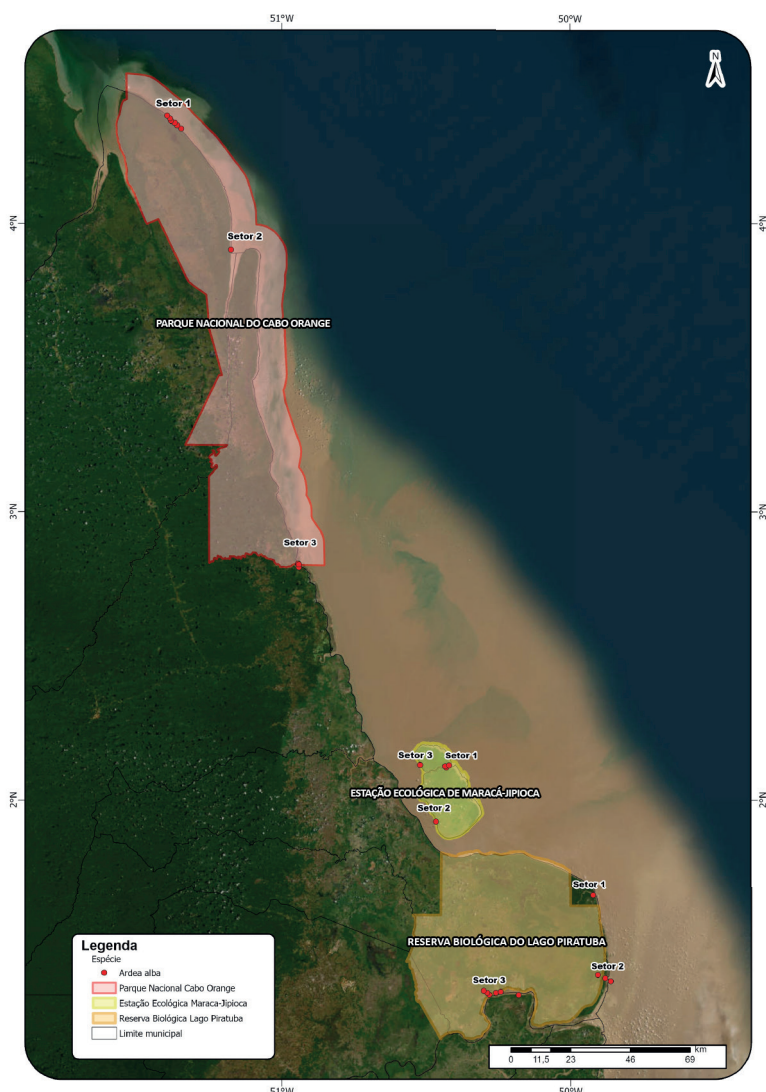 51°W
50°W
N
Setor 1
4°N
4°N
Setor 2
PARQUE NACIONAL DO CABO ORANGE
3°N
3°N
Setor 3
Setor 3
Setor 1
ESTAÇÃO ECOLÓGICA DE MARACÁ-JIPIOCA
2°N
2°N
Setor 2
Setor 1
RESERVA BIOLÓGICA DO LAGO PIRATUBA
Setor 3
Setor 2
Legenda
Espécie
Ardea alba
Parque Nacional Cabo Orange
Estação Ecológica Maraca-Jipioca
Reserva Biológica Lago Piratuba
Limite municipal
km
0 11,5 23 46 69
51°W
50°W